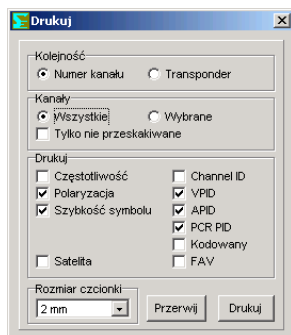 Drukuj
Kolejność
Numer kanału Transponder
Kanały
Wszystkie Wybrane
Tylko nie przeskakiwane
Drukuj
Częstotliwość Channel ID
Polaryzacja VPID
Szybkość symbolu APID
PCR PID
Kodowany
Satelita FAV
Rozmiar czcionki
2 mm Przerwij Drukuj